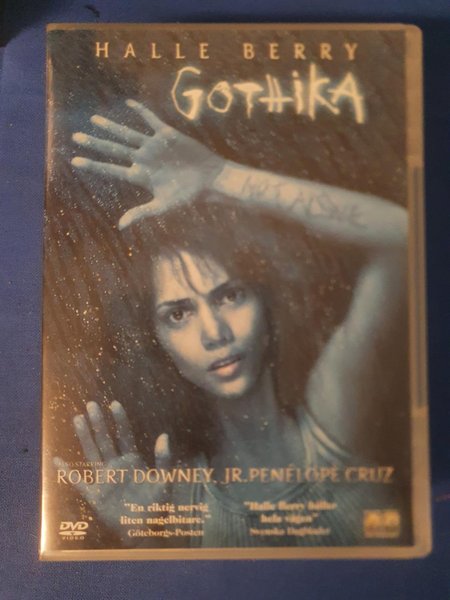 HALLE BERRY
GOTHIKA
NOT ALONE
ALSO STARRING
ROBERT DOWNEY, JR. PENÉLOPE CRUZ
"En riktig nervig
liten nagelbitare."
Göteborgs-Posten
"Halle Berry håller
hela vägen"
Svenska Dagbladet
DVD
VIDEO